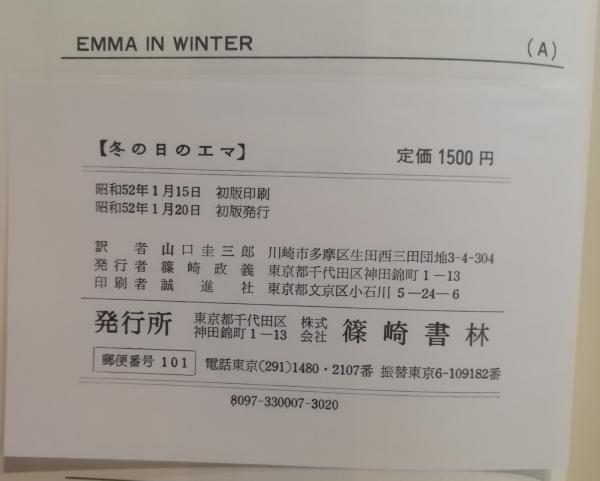 EMMA IN WINTER (A)
【冬の日のエマ】 定価 1500 円
昭和52年1月15日 初版印刷
昭和52年1月20日 初版発行
訳者 山口圭三郎 川崎市多摩区生田西三田団地3-4-304
発行者 篠崎政義 東京都千代田区神田錦町1-13
印刷者 誠進社 東京都文京区小石川5-24-6
発行所 東京都千代田区神田錦町1-13 株式会社 篠崎書林
郵便番号 101 電話東京(291)1480・2107番 振替東京6-109182番
8097-330007-3020